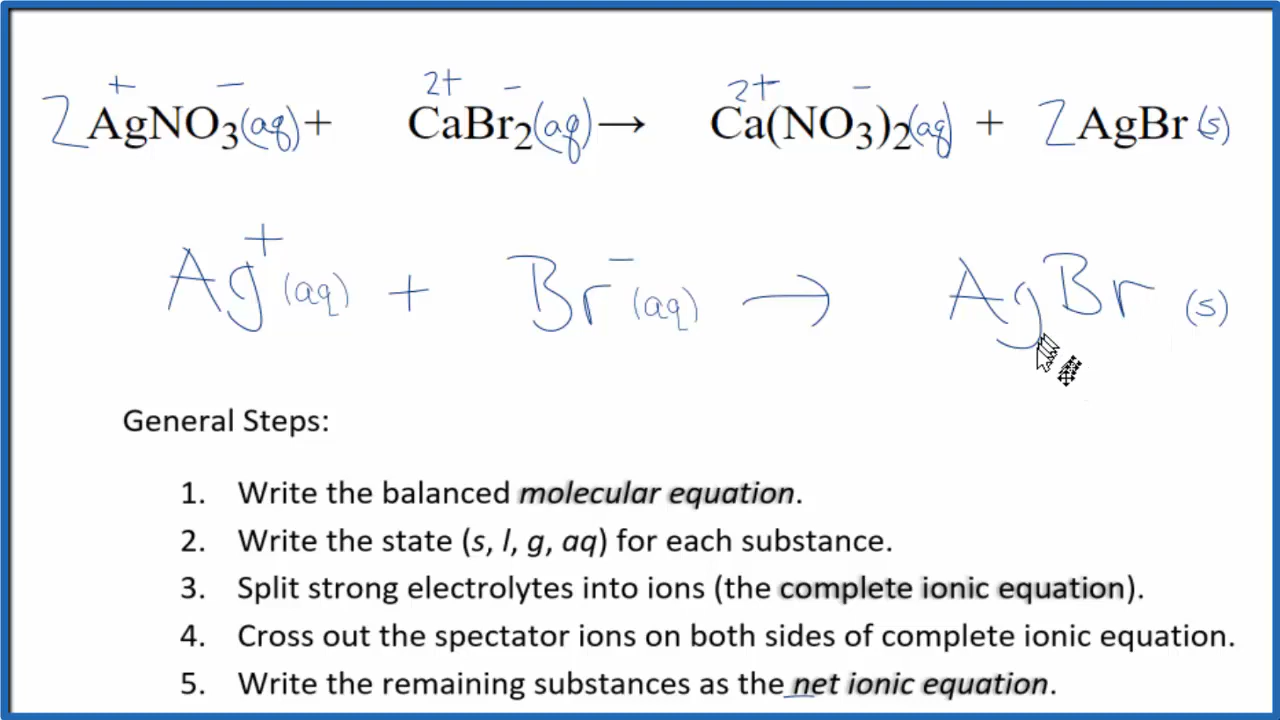 2 AgNO₃⁺ ⁻(aq) + CaBr₂²⁺ ⁻(aq) → Ca(NO₃)₂²⁺ ⁻(aq) + 2 AgBr (s)
Ag⁺(aq) + Br⁻(aq) → AgBr (s)
General Steps:
1. Write the balanced molecular equation.
2. Write the state (s, l, g, aq) for each substance.
3. Split strong electrolytes into ions (the complete ionic equation).
4. Cross out the spectator ions on both sides of complete ionic equation.
5. Write the remaining substances as the net ionic equation.